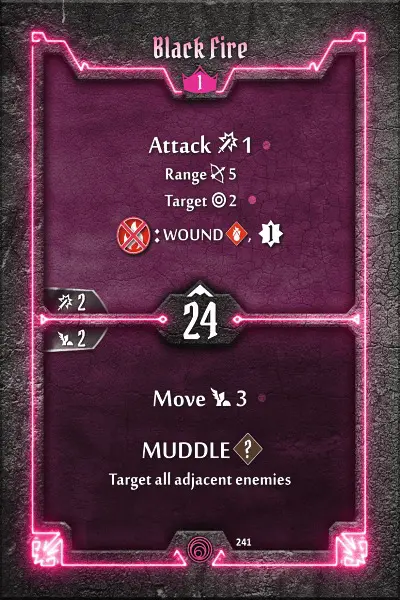 Black Fire
1
Attack 1
Range 5
Target 2
: WOUND , 1
2
24
2
Move 3
MUDDLE ?
Target all adjacent enemies
241